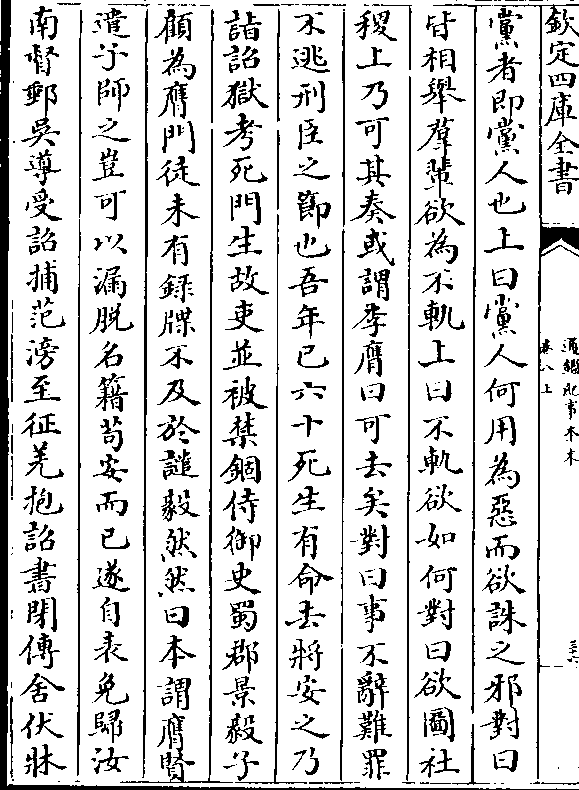 欽定四庫全書
通鑑紀事本末
卷八上
黨者即黨人也上曰黨人何用為惡而欲誅之邪對曰
皆相舉羣輩欲為不軌上曰不軌欲如何對曰欲圖社
稷上乃可其奏或謂李膺曰可去矣對曰事不辭難罪
不逃刑臣之節也吾年已六十死生有命去將安之乃
詣詔獄考死門生故吏並被禁錮侍御史蜀郡景毅子
顧為膺門徒未有錄牒不及於譴毅然然曰本謂膺賢
遣子師之豈可以漏脫名籍苟安而已遂自表免歸汝
南督郵吳導受詔捕范滂至征羌抱詔書閉傳舍伏牀